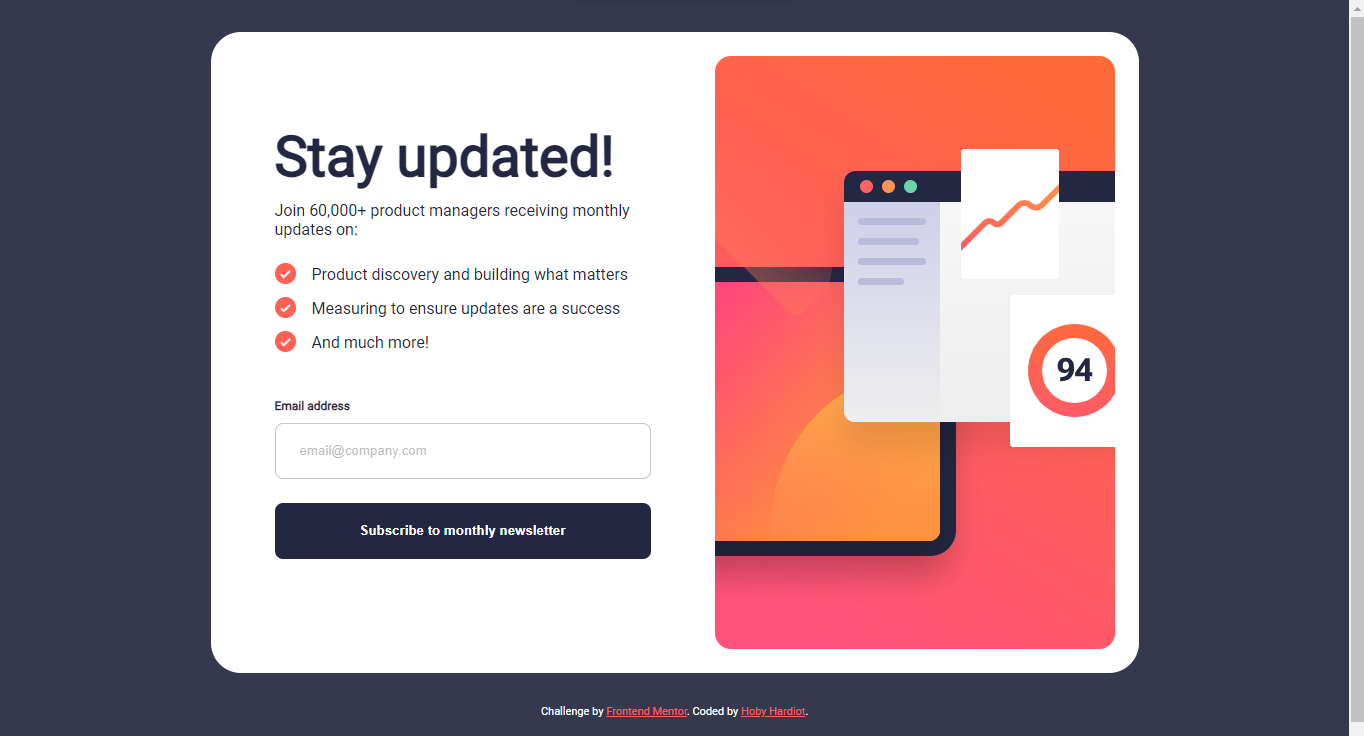 Stay updated!
Join 60,000+ product managers receiving monthly
updates on:
Product discovery and building what matters
Measuring to ensure updates are a success
And much more!
Email address
email@company.com
Subscribe to monthly newsletter
94
Challenge by Frontend Mentor. Coded by Hoby Hardiot.